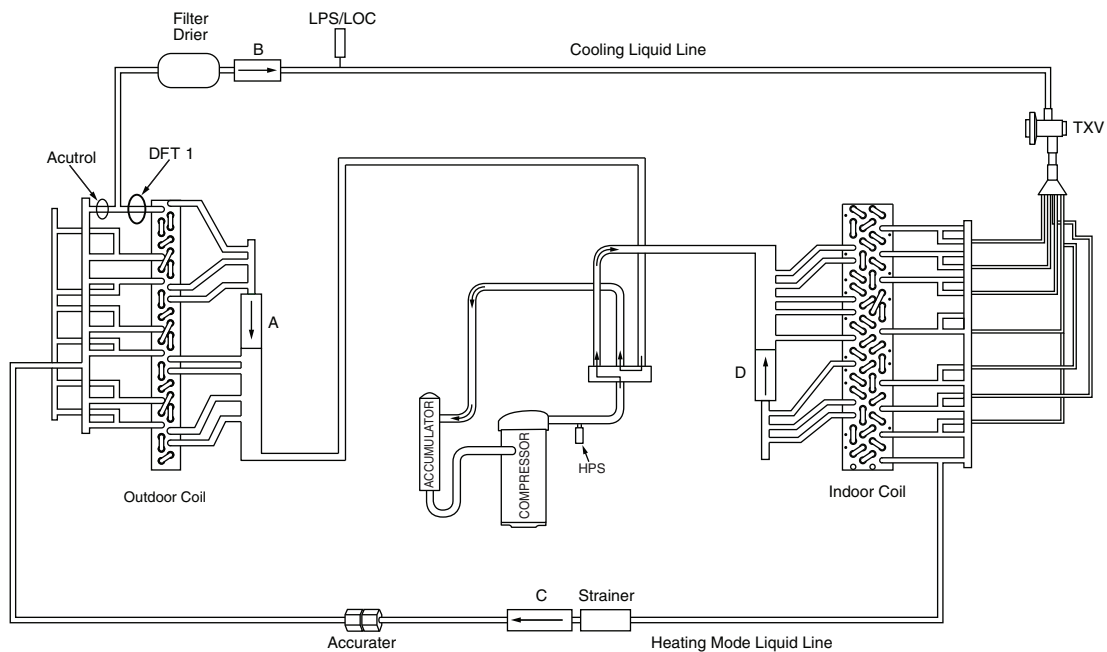 Filter
Drier
LPS/LOC
B
Cooling Liquid Line
TXV
Acutrol
DFT 1
A
D
ACCUMULATOR
COMPRESSOR
HPS
Outdoor Coil
Indoor Coil
C
Strainer
Accurater
Heating Mode Liquid Line